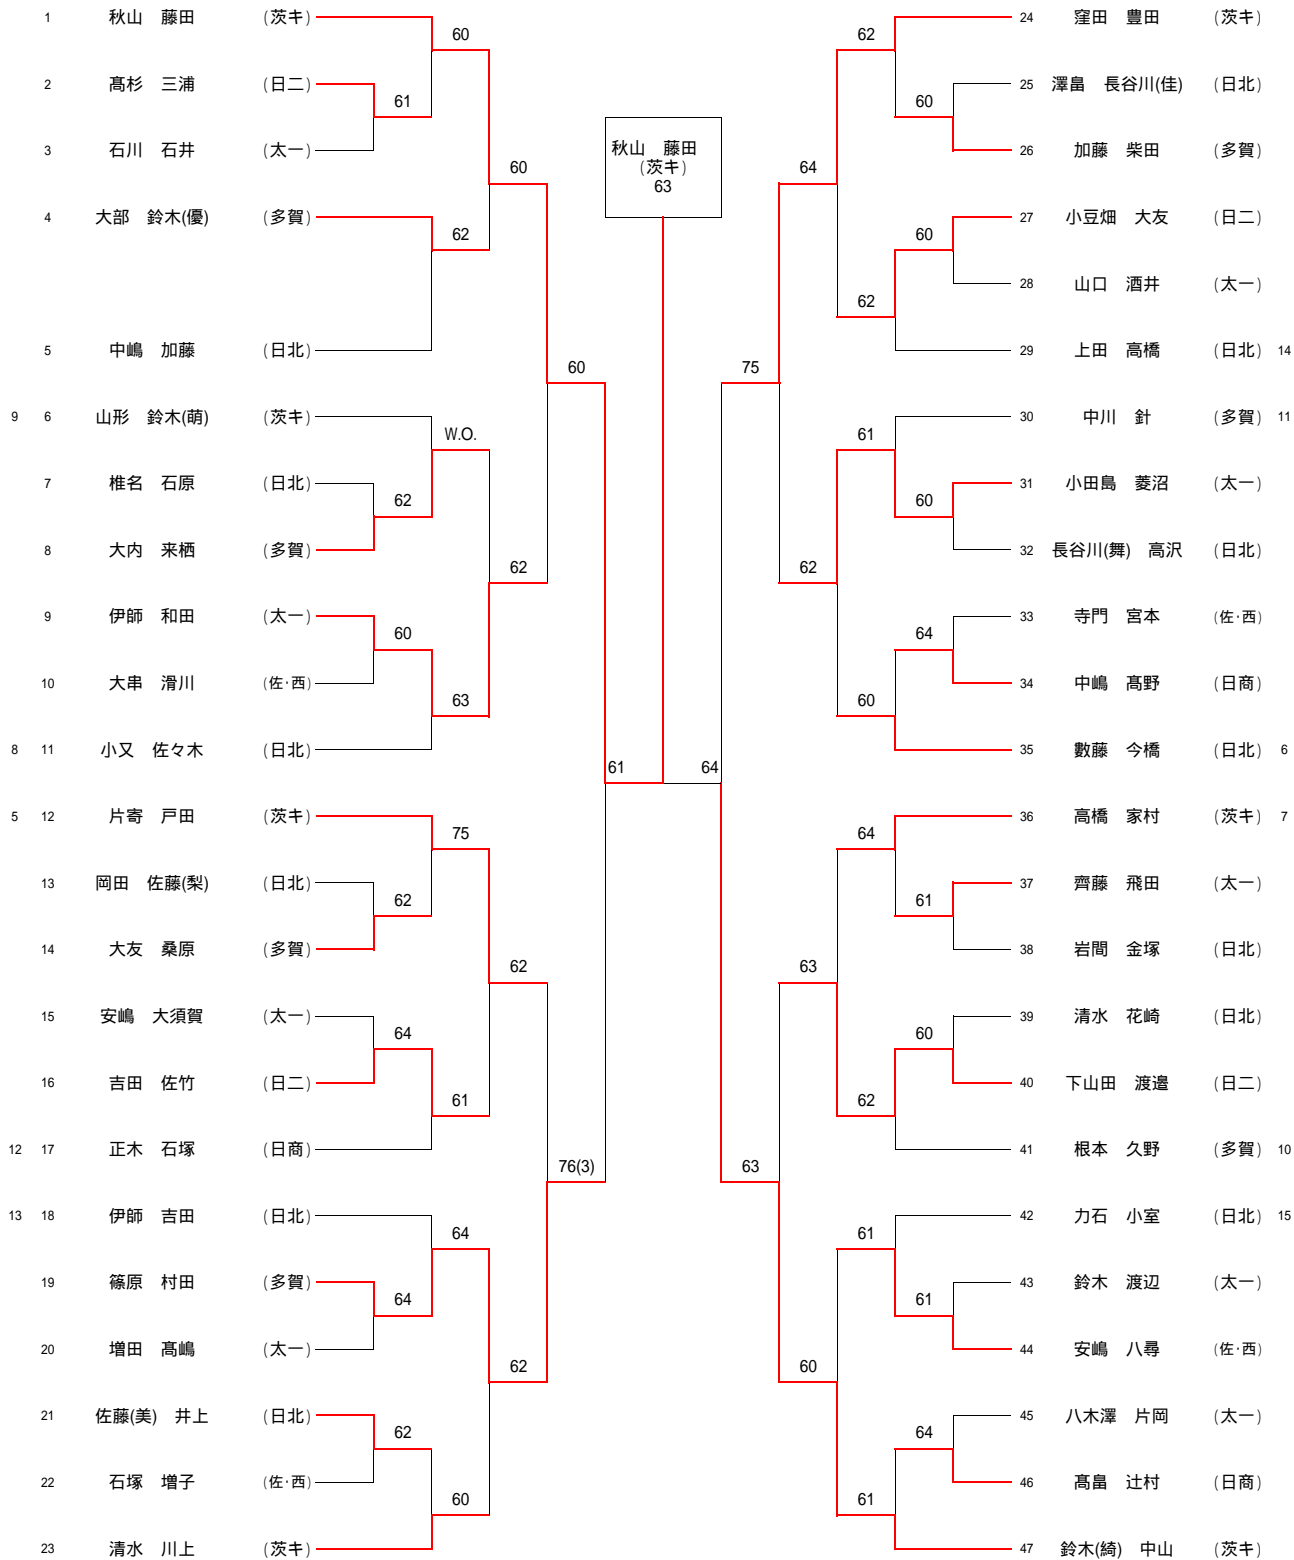 1 秋山 藤田 (茨キ)
2 髙杉 三浦 (日二)
3 石川 石井 (太一)
4 大部 鈴木(優) (多賀)
5 中嶋 加藤 (日北)
9 6 山形 鈴木(萌) (茨キ)
7 椎名 石原 (日北)
8 大内 来栖 (多賀)
9 伊師 和田 (太一)
10 大串 滑川 (佐・西)
8 11 小又 佐々木 (日北)
5 12 片寄 戸田 (茨キ)
13 岡田 佐藤(梨) (日北)
14 大友 桑原 (多賀)
15 安嶋 大須賀 (太一)
16 吉田 佐竹 (日二)
12 17 正木 石塚 (日商)
13 18 伊師 吉田 (日北)
19 篠原 村田 (多賀)
20 増田 髙嶋 (太一)
21 佐藤(美) 井上 (日北)
22 石塚 増子 (佐・西)
23 清水 川上 (茨キ)
60
61
60
62
60
W.O.
62
62
60
63
61
75
62
62
64
61
76(3)
64
64
62
62
60
秋山 藤田
(茨キ)
63
64
62
60
64
60
62
75
61
60
62
64
60
64
61
63
60
62
63
61
61
60
64
61
24 窪田 豊田 (茨キ)
25 澤畠 長谷川(佳) (日北)
26 加藤 柴田 (多賀)
27 小豆畑 大友 (日二)
28 山口 酒井 (太一)
29 上田 高橋 (日北) 14
30 中川 針 (多賀) 11
31 小田島 菱沼 (太一)
32 長谷川(舞) 高沢 (日北)
33 寺門 宮本 (佐・西)
34 中嶋 髙野 (日商)
35 數藤 今橋 (日北) 6
36 高橋 家村 (茨キ) 7
37 齊藤 飛田 (太一)
38 岩間 金塚 (日北)
39 清水 花崎 (日北)
40 下山田 渡邉 (日二)
41 根本 久野 (多賀) 10
42 力石 小室 (日北) 15
43 鈴木 渡辺 (太一)
44 安嶋 八尋 (佐・西)
45 八木澤 片岡 (太一)
46 髙畠 辻村 (日商)
47 鈴木(綺) 中山 (茨キ)